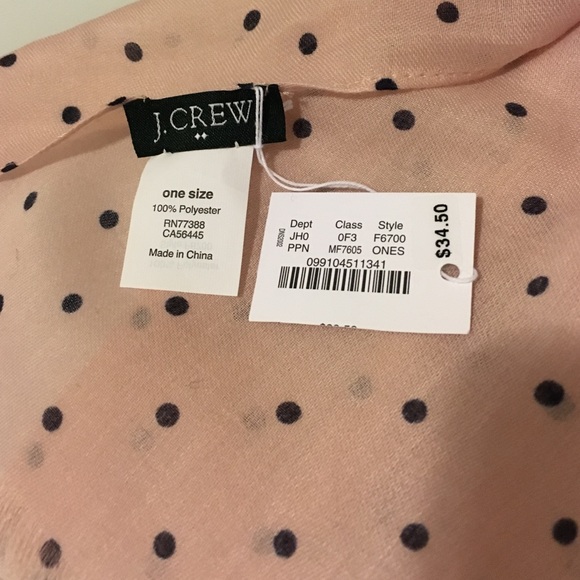 J.CREW
one size
100% Polyester
RN77388
CA56445
Made in China
Dept Class Style
JH0 0F3 F6700
PPN MF7605 ONES
099104511341
$34.50